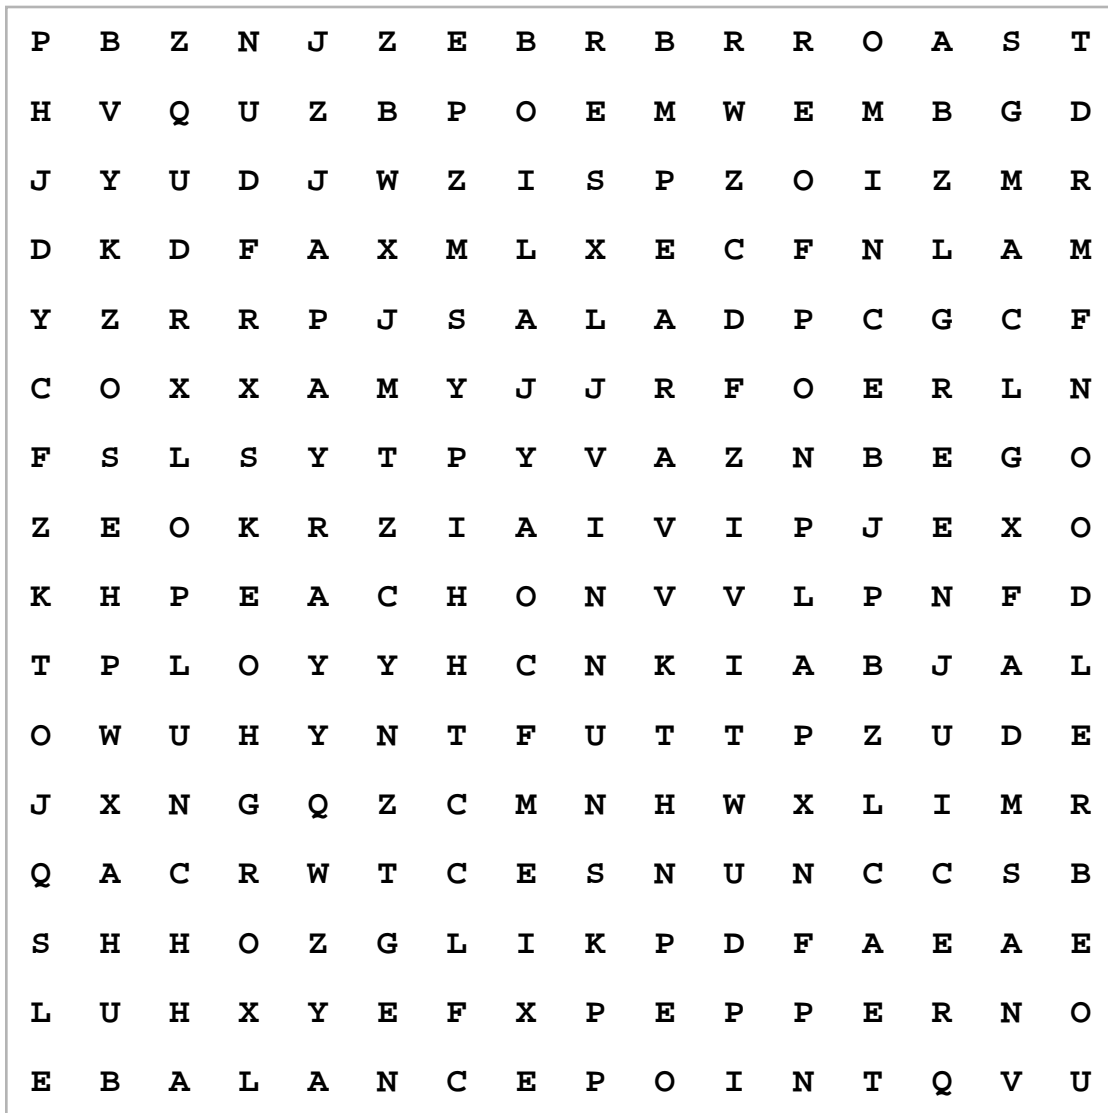 P B Z N J Z E B R B R R O A S T
H V Q U Z B P O E M W E M B G D
J Y U D J W Z I S P Z O I Z M R
D K D F A X M L X E C F N L A M
Y Z R R P J S A L A D P C G C F
C O X X A M Y J J R F O E R L N
F S L S Y T P Y V A Z N B E G O
Z E O K R Z I A I V I P J E X O
K H P E A C H O N V V L P N F D
T P L O Y Y H C N K I A B J A L
O W U H Y N T F U T T P Z U D E
J X N G Q Z C M N H W X L I M R
Q A C R W T C E S N U N C C S B
S H H O Z G L I K P D F A E A E
L U H X Y E F X P E P P E R N O
E B A L A N C E P O I N T Q V U